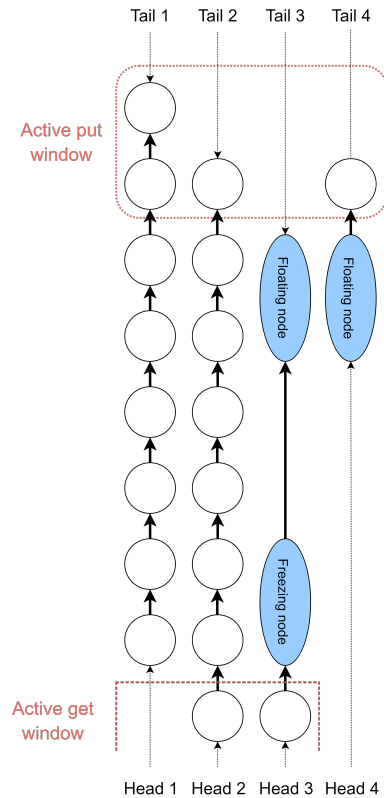 Tail 1 Tail 2 Tail 3 Tail 4
Active put
window
Floating node
Floating node
Freezing node
Active get
window
Head 1 Head 2 Head 3 Head 4